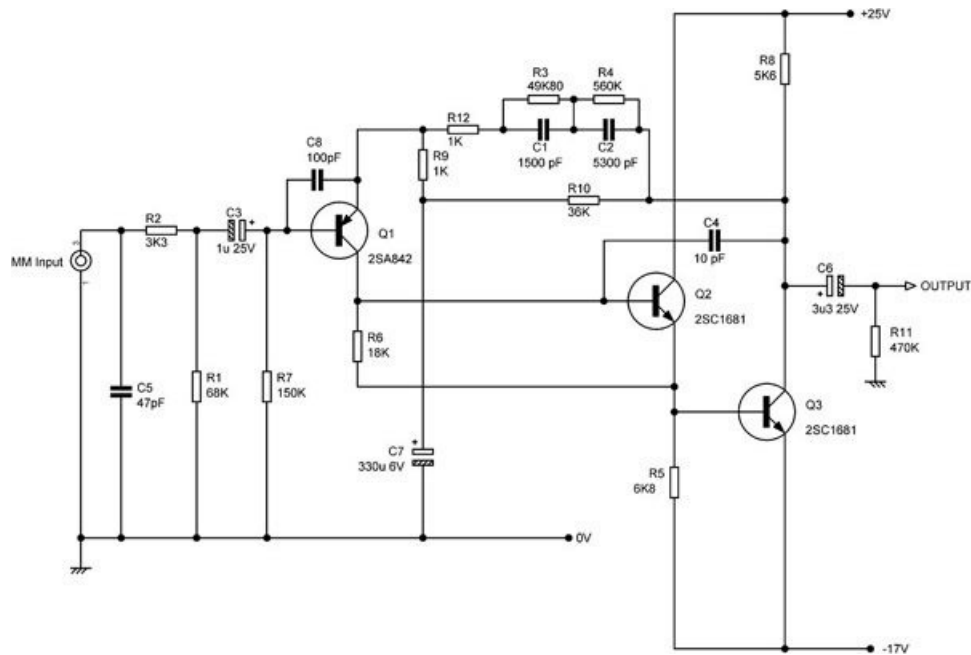 +25V
R8
5K6
R3
49K80
R4
560K
R12
1K
C1
1500 pF
C2
5300 pF
C8
100pF
R9
1K
R10
36K
R2
3K3
C3
+
1u 25V
Q1
2SA842
C4
10 pF
MM Input
2
1
Q2
2SC1681
C6
+
3u3 25V
OUTPUT
R6
18K
R11
470K
C5
47pF
R1
68K
R7
150K
Q3
2SC1681
+
C7
330u 6V
R5
6K8
0V
-17V